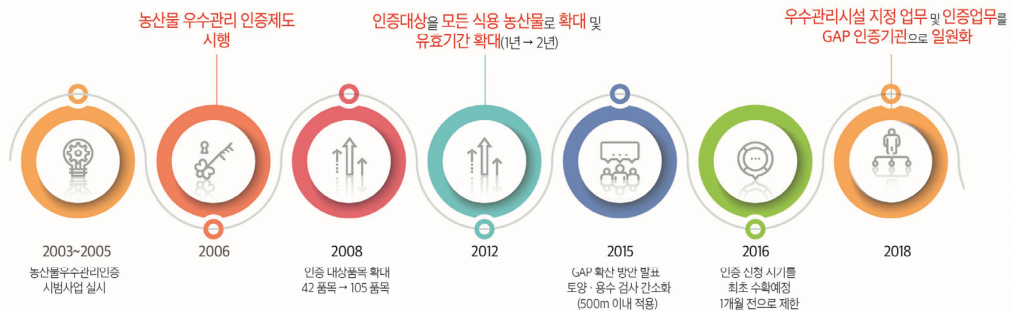 농산물 우수관리 인증제도
시행
인증대상을 모든 식용 농산물로 확대 및
유효기간 확대(1년 → 2년)
우수관리시설 지정 업무 및 인증업무를
GAP 인증기관으로 일원화
2003~2005
농산물우수관리인증
시범사업 실시
2006
2008
인증 대상품목 확대
42 품목 → 105 품목
2012
2015
GAP 확산 방안 발표
토양 · 용수 검사 간소화
(500m 이내 적용)
2016
인증 신청 시기를
최초 수확예정
1개월 전으로 제한
2018